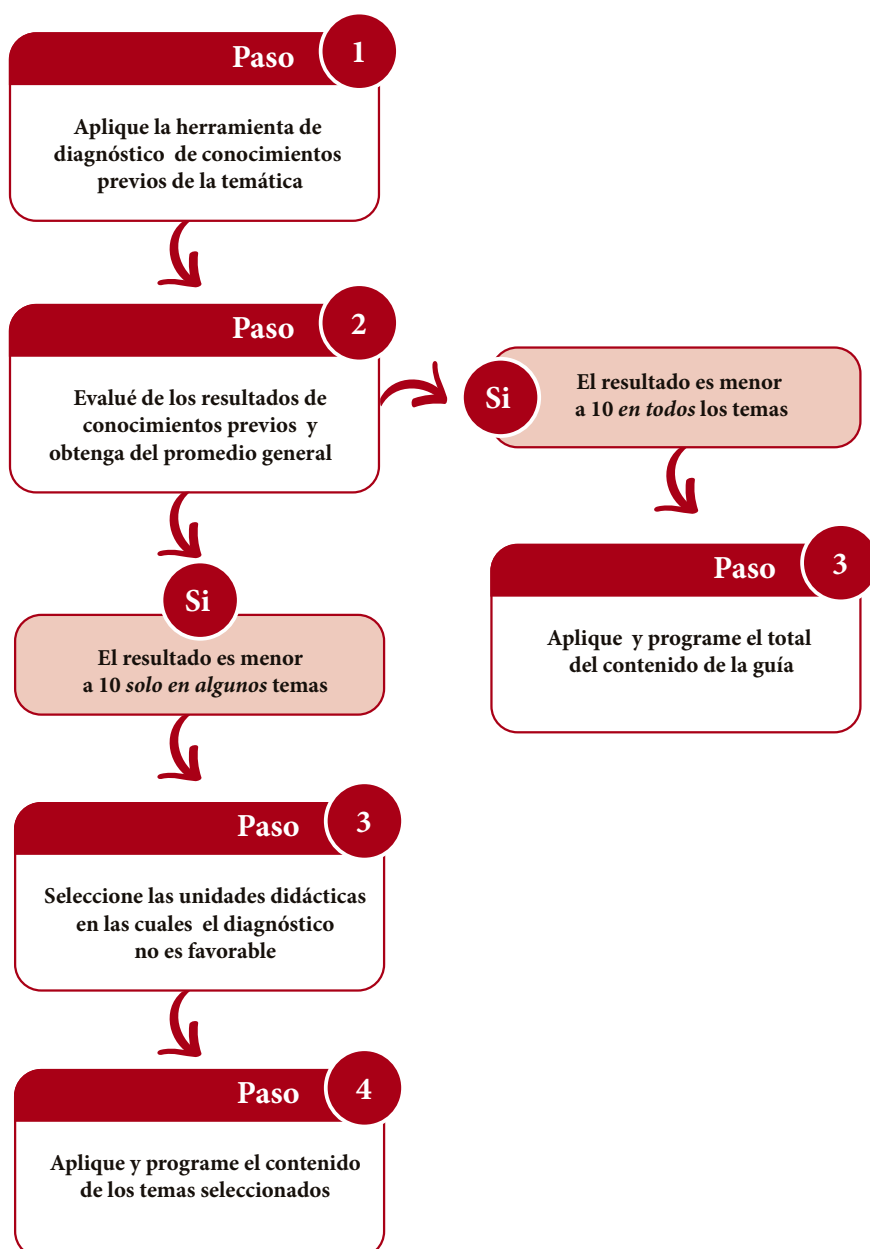 Paso 1
Aplique la herramienta de
diagnóstico de conocimientos
previos de la temática
Paso 2
Evalué de los resultados de
conocimientos previos y
obtenga del promedio general
Si
El resultado es menor
a 10 en todos los temas
Paso 3
Aplique y programe el total
del contenido de la guía
Si
El resultado es menor
a 10 solo en algunos temas
Paso 3
Seleccione las unidades didácticas
en las cuales el diagnóstico
no es favorable
Paso 4
Aplique y programe el contenido
de los temas seleccionados